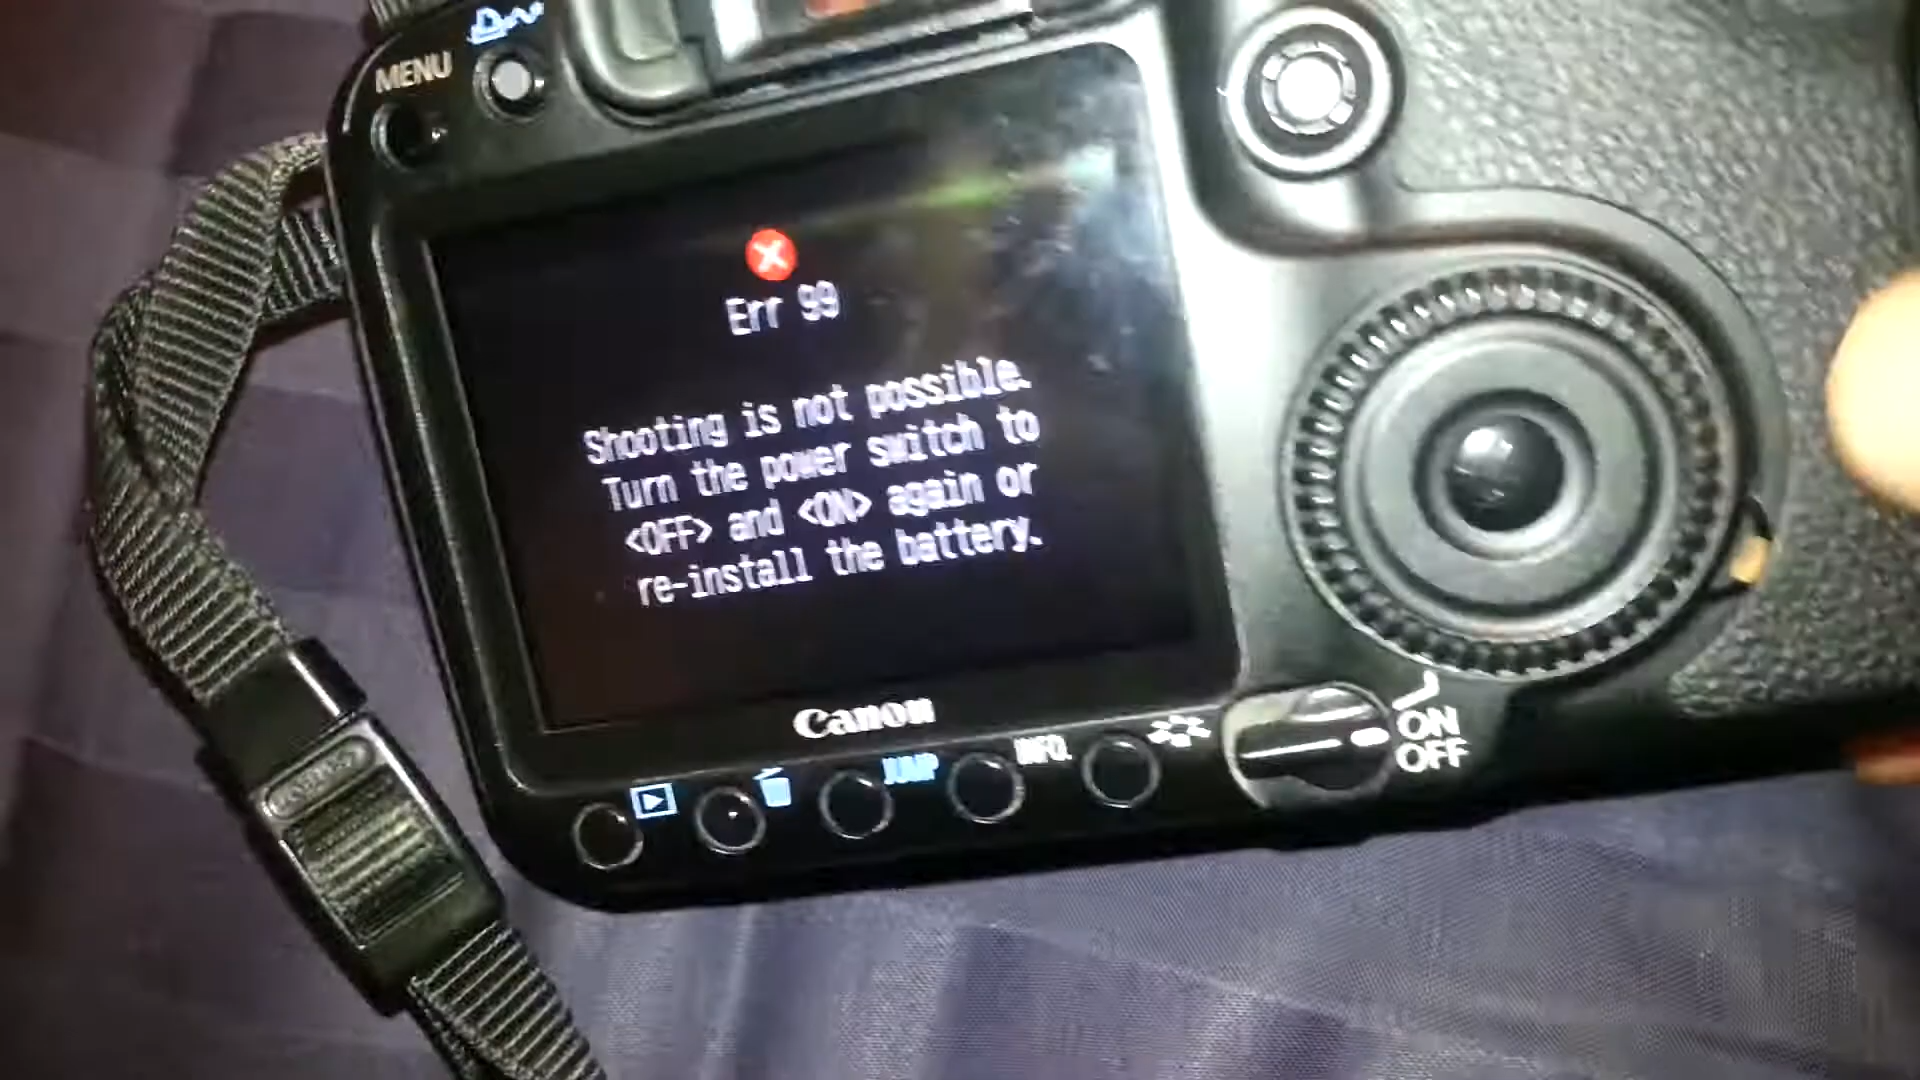 MENU
Err 99
Shooting is not possible.
Turn the power switch to
<OFF> and <ON> again or
re-install the battery.
Canon
JUMP
INFO.
ON
OFF